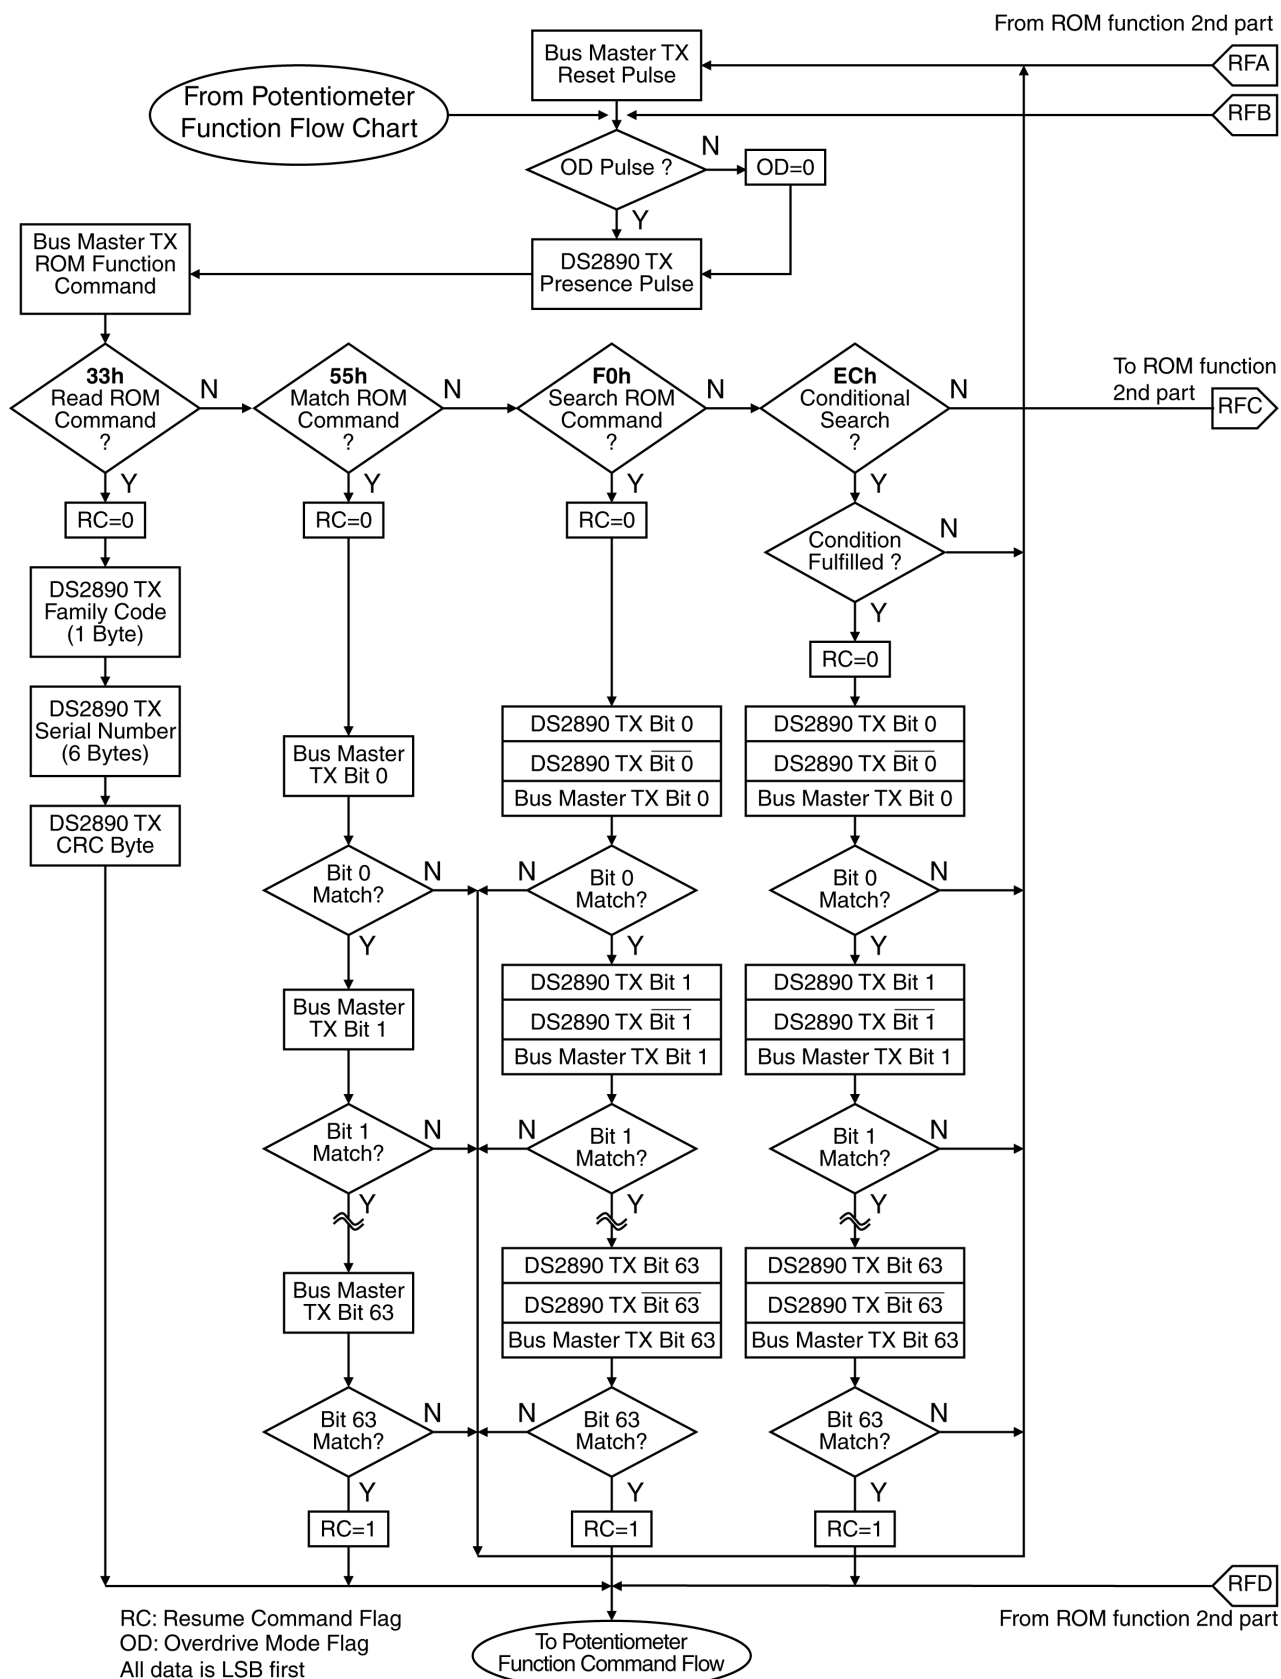 From ROM function 2nd part
Bus Master TX
Reset Pulse
RFA
From Potentiometer
Function Flow Chart
RFB
OD Pulse ?
N
OD=0
Y
Bus Master TX
ROM Function
Command
DS2890 TX
Presence Pulse
33h
Read ROM
Command
?
N
55h
Match ROM
Command
?
N
F0h
Search ROM
Command
?
N
ECh
Conditional
Search
?
N
To ROM function
2nd part
RFC
Y
Y
Y
Y
RC=0
RC=0
RC=0
Condition
Fulfilled ?
N
Y
RC=0
DS2890 TX
Family Code
(1 Byte)
DS2890 TX
Serial Number
(6 Bytes)
DS2890 TX
CRC Byte
Bus Master
TX Bit 0
DS2890 TX Bit 0
DS2890 TX Bit 0
Bus Master TX Bit 0
DS2890 TX Bit 0
DS2890 TX Bit 0
Bus Master TX Bit 0
Bit 0
Match?
N
N
Bit 0
Match?
Bit 0
Match?
N
Y
Y
Y
Bus Master
TX Bit 1
DS2890 TX Bit 1
DS2890 TX Bit 1
Bus Master TX Bit 1
DS2890 TX Bit 1
DS2890 TX Bit 1
Bus Master TX Bit 1
Bit 1
Match?
N
N
Bit 1
Match?
Bit 1
Match?
N
Y
Y
Y
Bus Master
TX Bit 63
DS2890 TX Bit 63
DS2890 TX Bit 63
Bus Master TX Bit 63
DS2890 TX Bit 63
DS2890 TX Bit 63
Bus Master TX Bit 63
Bit 63
Match?
N
N
Bit 63
Match?
Bit 63
Match?
N
Y
Y
Y
RC=1
RC=1
RC=1
RFD
From ROM function 2nd part
RC: Resume Command Flag
OD: Overdrive Mode Flag
All data is LSB first
To Potentiometer
Function Command Flow